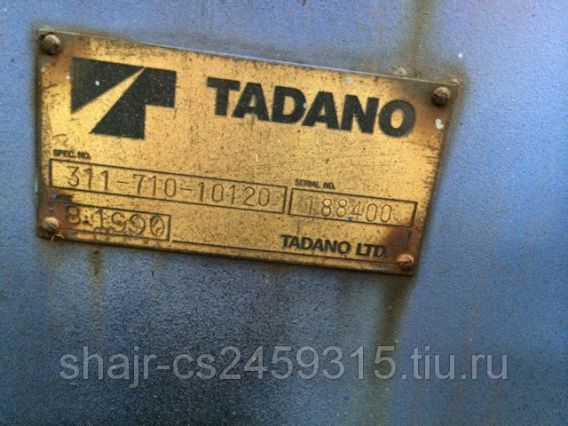 TADANO
SPEC. NO. SERIAL NO.
311-710-10120 188400
8.1990
TADANO LTD.
shajr-cs2459315.tiu.ru